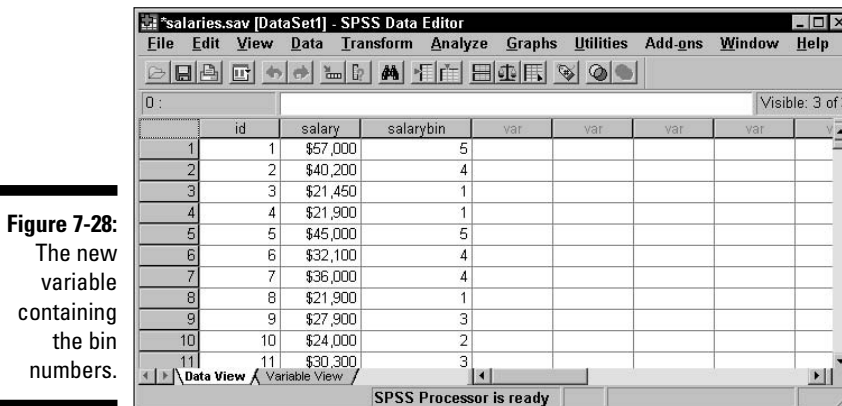 Figure 7-28:
The new
variable
containing
the bin
numbers.
*salaries.sav [DataSet1] - SPSS Data Editor
File Edit View Data Transform Analyze Graphs Utilities Add-ons Window Help
0 :
Visible: 3 of
id salary salarybin var var var var
1 1 $57,000 5
2 2 $40,200 4
3 3 $21,450 1
4 4 $21,900 1
5 5 $45,000 5
6 6 $32,100 4
7 7 $36,000 4
8 8 $21,900 1
9 9 $27,900 3
10 10 $24,000 2
11 11 $30,300 3
Data View Variable View
SPSS Processor is ready